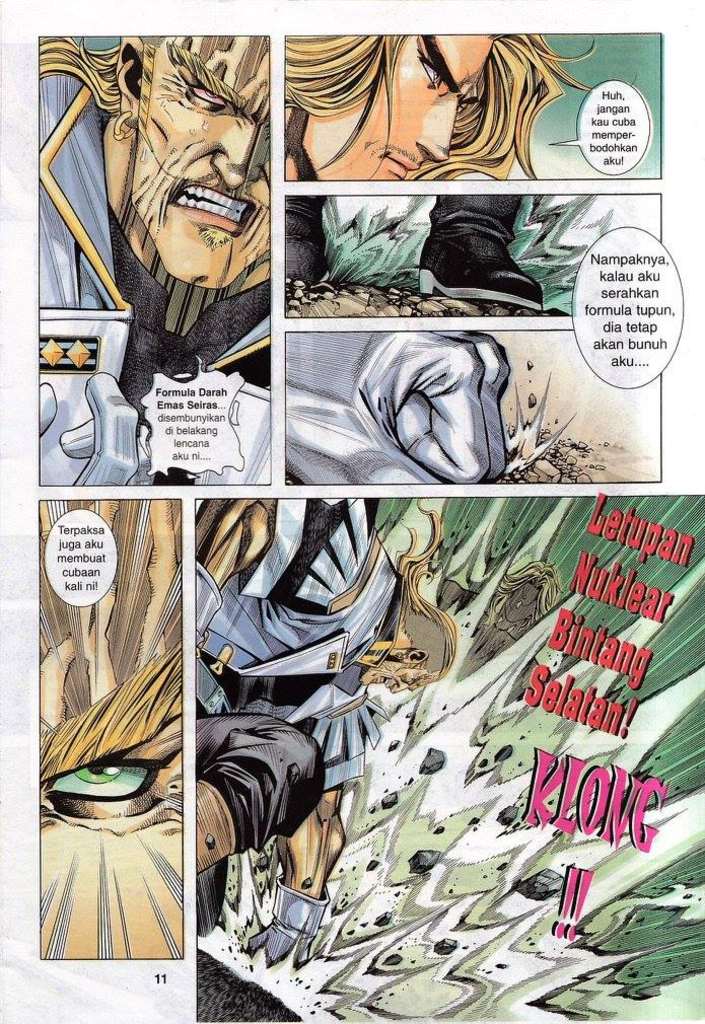 Huh,
jangan
kau cuba
memper-
bodohkan
aku!
Formula Darah
Emas Seiras...
disembunyikan
di belakang
lencana
aku ni....
Nampaknya,
kalau aku
serahkan
formula tupun,
dia tetap
akan bunuh
aku....
Terpaksa
juga aku
membuat
cubaan
kali ni!
Letupan
Nuklear
Bintang
Selatan!
KLONG
!!
11